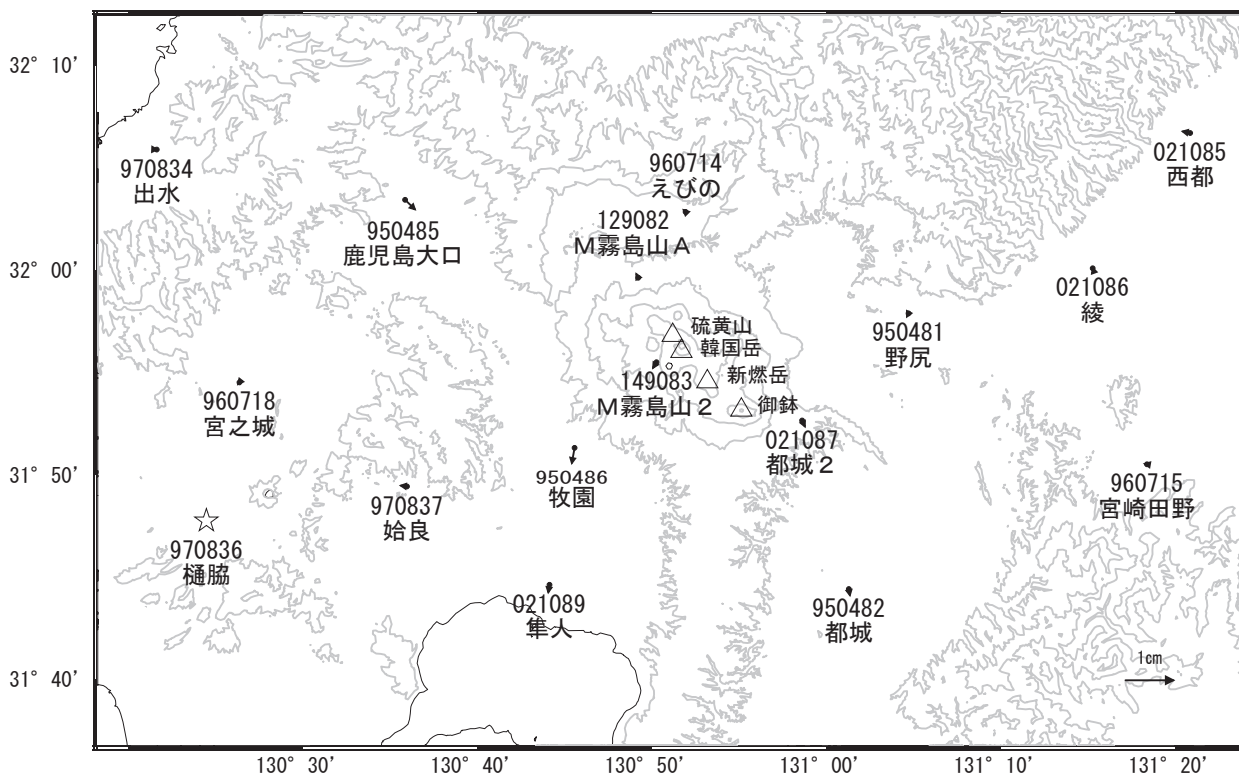 32° 10'
970834
出水
950485
鹿児島大口
960714
えびの
129082
M霧島山A
021085
西都
32° 00'
021086
綾
950481
野尻
硫黄山
韓国岳
新燃岳
御鉢
149083
M霧島山2
960718
宮之城
021087
都城2
31° 50'
950486
牧園
970837
姶良
960715
宮崎田野
970836
樋脇
021089
隼人
950482
都城
1cm
31° 40'
130° 30'
130° 40'
130° 50'
131° 00'
131° 10'
131° 20'